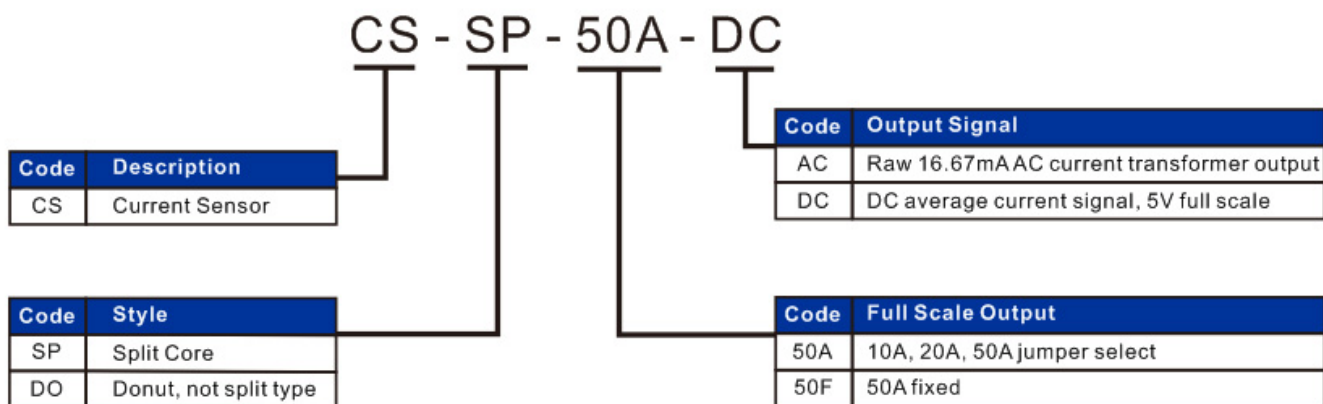 CS - SP - 50A - DC
Code Description
CS Current Sensor
Code Style
SP Split Core
DO Donut, not split type
Code Output Signal
AC Raw 16.67mA AC current transformer output
DC DC average current signal, 5V full scale
Code Full Scale Output
50A 10A, 20A, 50A jumper select
50F 50A fixed